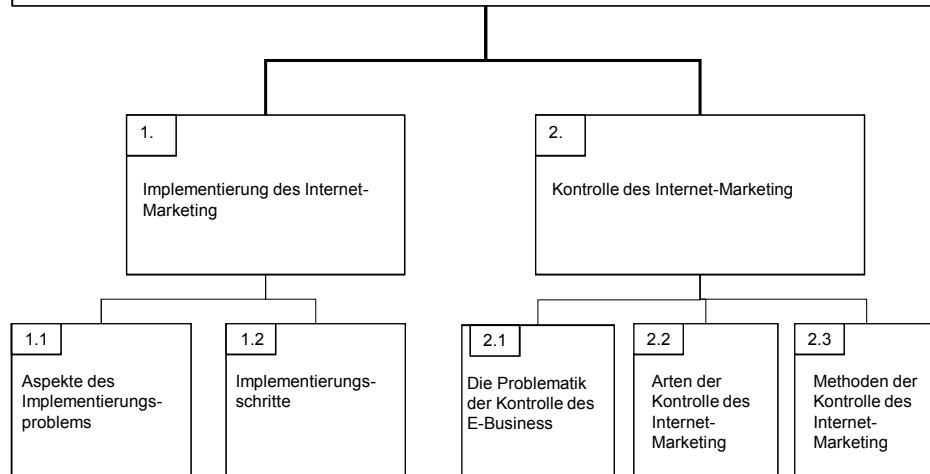 1.
Implementierung des Internet-
Marketing
2.
Kontrolle des Internet-Marketing
1.1
Aspekte des
Implementierungs-
problems
1.2
Implementierungs-
schritte
2.1
Die Problematik
der Kontrolle des
E-Business
2.2
Arten der
Kontrolle des
Internet-
Marketing
2.3
Methoden der
Kontrolle des
Internet-
Marketing